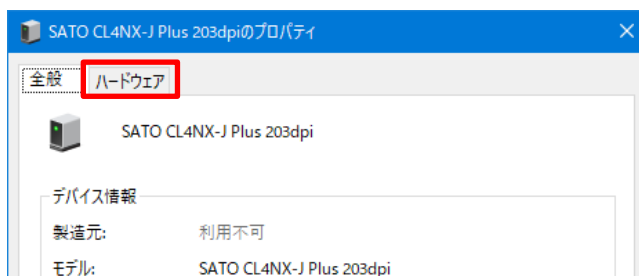 SATO CL4NX-J Plus 203dpiのプロパティ
全般 ハードウェア
SATO CL4NX-J Plus 203dpi
デバイス情報
製造元: 利用不可
モデル: SATO CL4NX-J Plus 203dpi